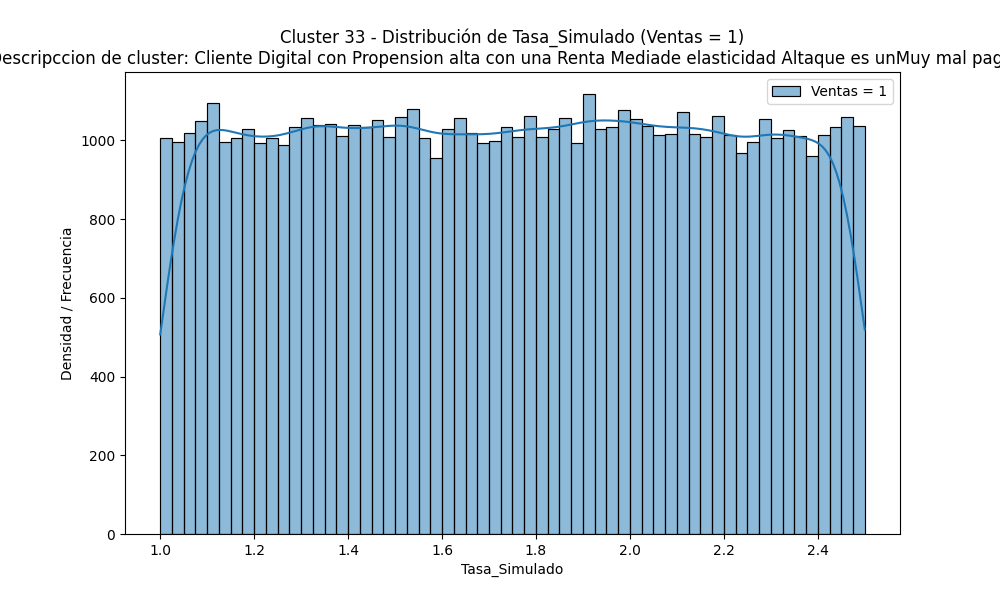 Cluster 33 - Distribución de Tasa_Simulado (Ventas = 1)
escripccion de cluster: Cliente Digital con Propension alta con una Renta Mediade elasticidad Altaque es unMuy mal pag
Ventas = 1
Densidad / Frecuencia
1000
800
600
400
200
0
1.0 1.2 1.4 1.6 1.8 2.0 2.2 2.4
Tasa_Simulado